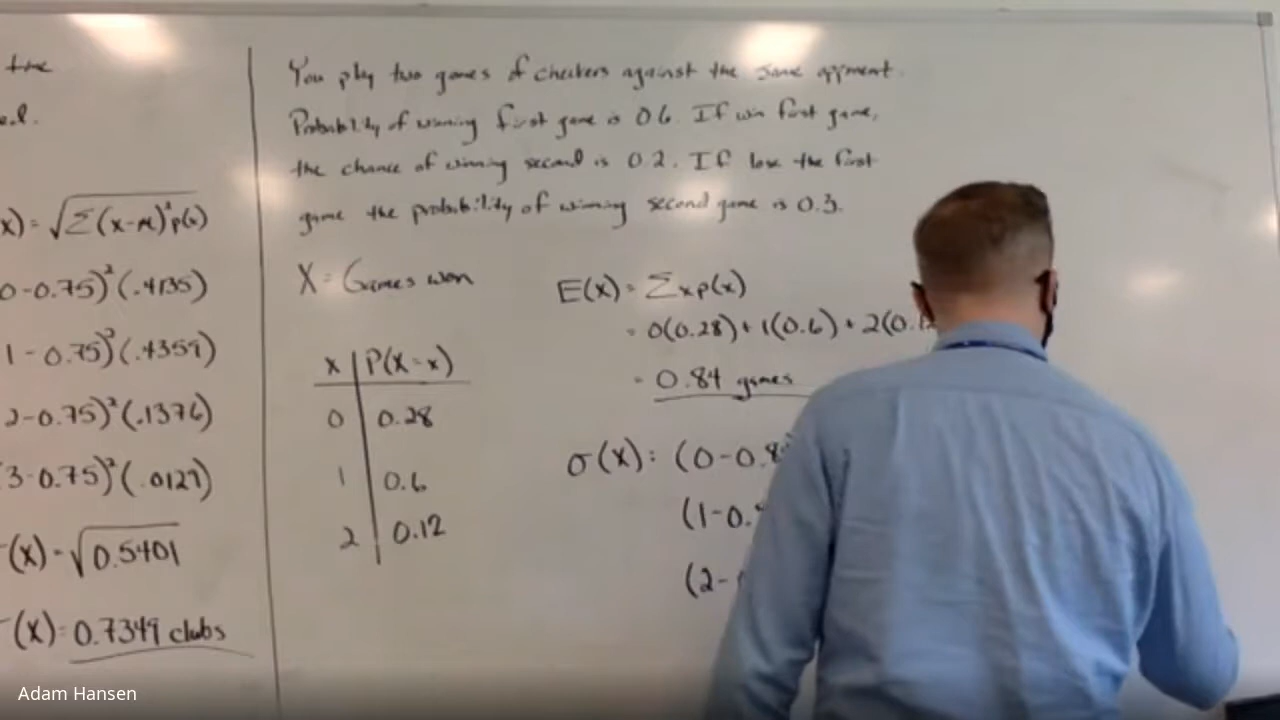 time
ed.
x) = √Σ(x-μ)²p(x)
0-0.75)²(.4135)
1-0.75)²(.4359)
2-0.75)²(.1376)
3-0.75)²(.0129)
(x) = √0.5401
(x) = 0.7349 clubs
You play two games of checkers against the same opponent.
Probability of winning first game is 0.6. If win first game,
the chance of winning second is 0.2. If lose the first
game the probability of winning second game is 0.3.
X = Games won
x P(X=x)
0 0.28
1 0.6
2 0.12
E(x) = Σxp(x)
= 0(0.28) + 1(0.6) + 2(0.12
= 0.84 games
σ(x): (0-0.84
(1-0.
(2-
Adam Hansen